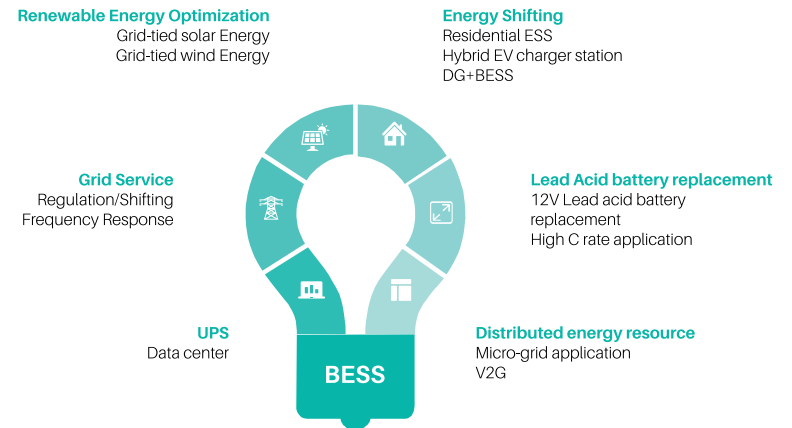 Renewable Energy Optimization
Grid-tied solar Energy
Grid-tied wind Energy
Energy Shifting
Residential ESS
Hybrid EV charger station
DG+BESS
Grid Service
Regulation/Shifting
Frequency Response
Lead Acid battery replacement
12V Lead acid battery
replacement
High C rate application
UPS
Data center
Distributed energy resource
Micro-grid application
V2G
BESS